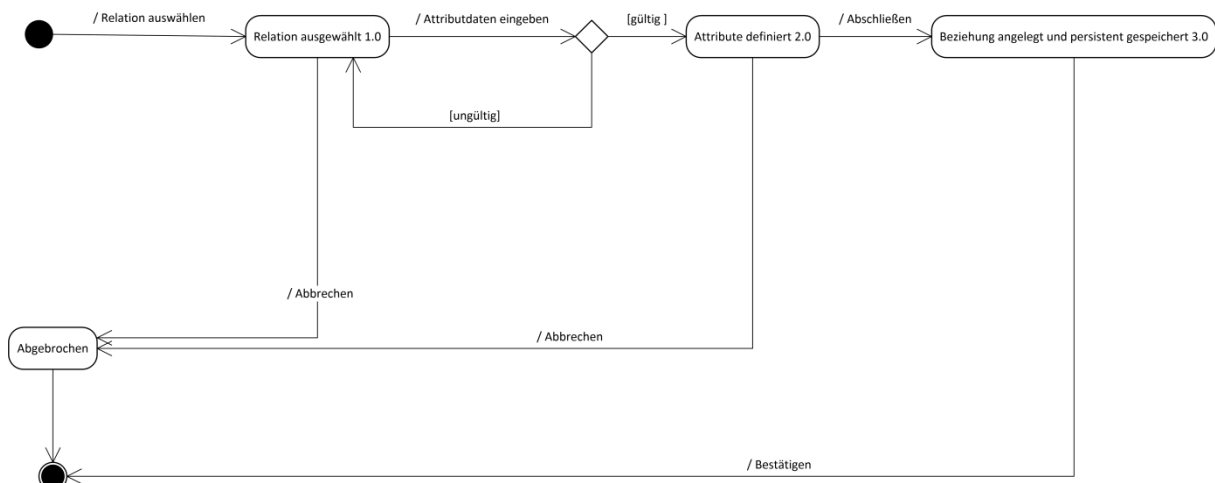 / Relation auswählen
/ Attributdaten eingeben
[gültig ]
/ Abschließen
Relation ausgewählt 1.0
Attribute definiert 2.0
Beziehung angelegt und persistent gespeichert 3.0
[ungültig]
/ Abbrechen
/ Abbrechen
Abgebrochen
/ Bestätigen